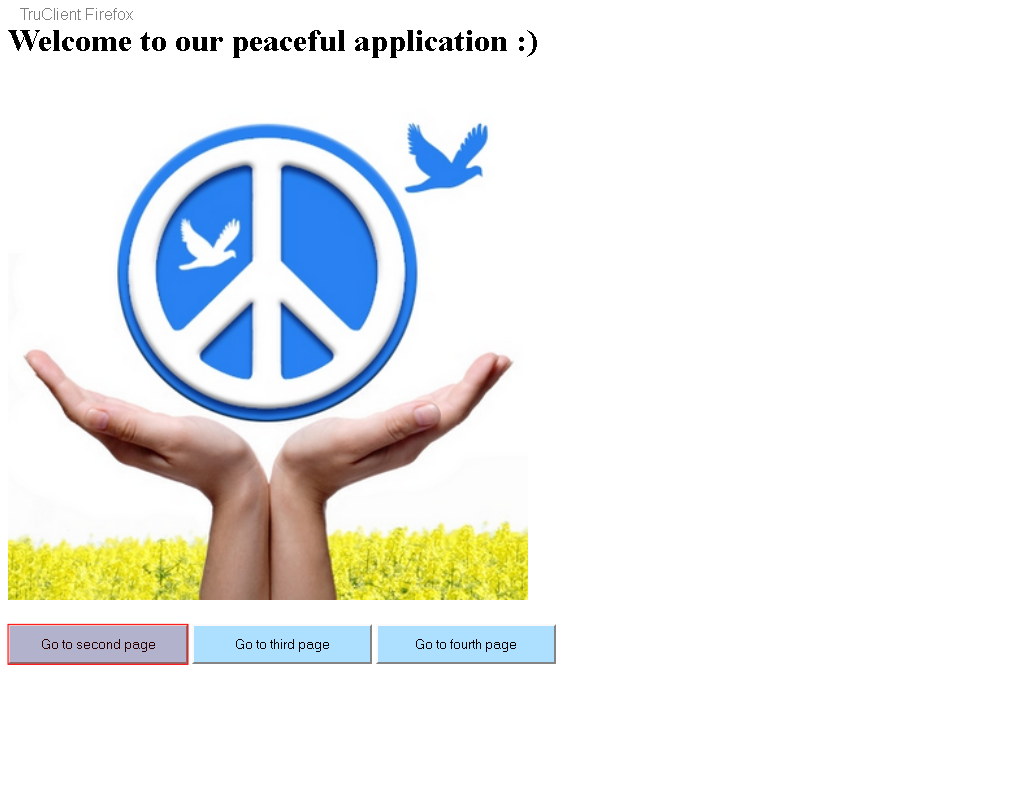 TruClient Firefox
Welcome to our peaceful application :)
Go to second page
Go to third page
Go to fourth page